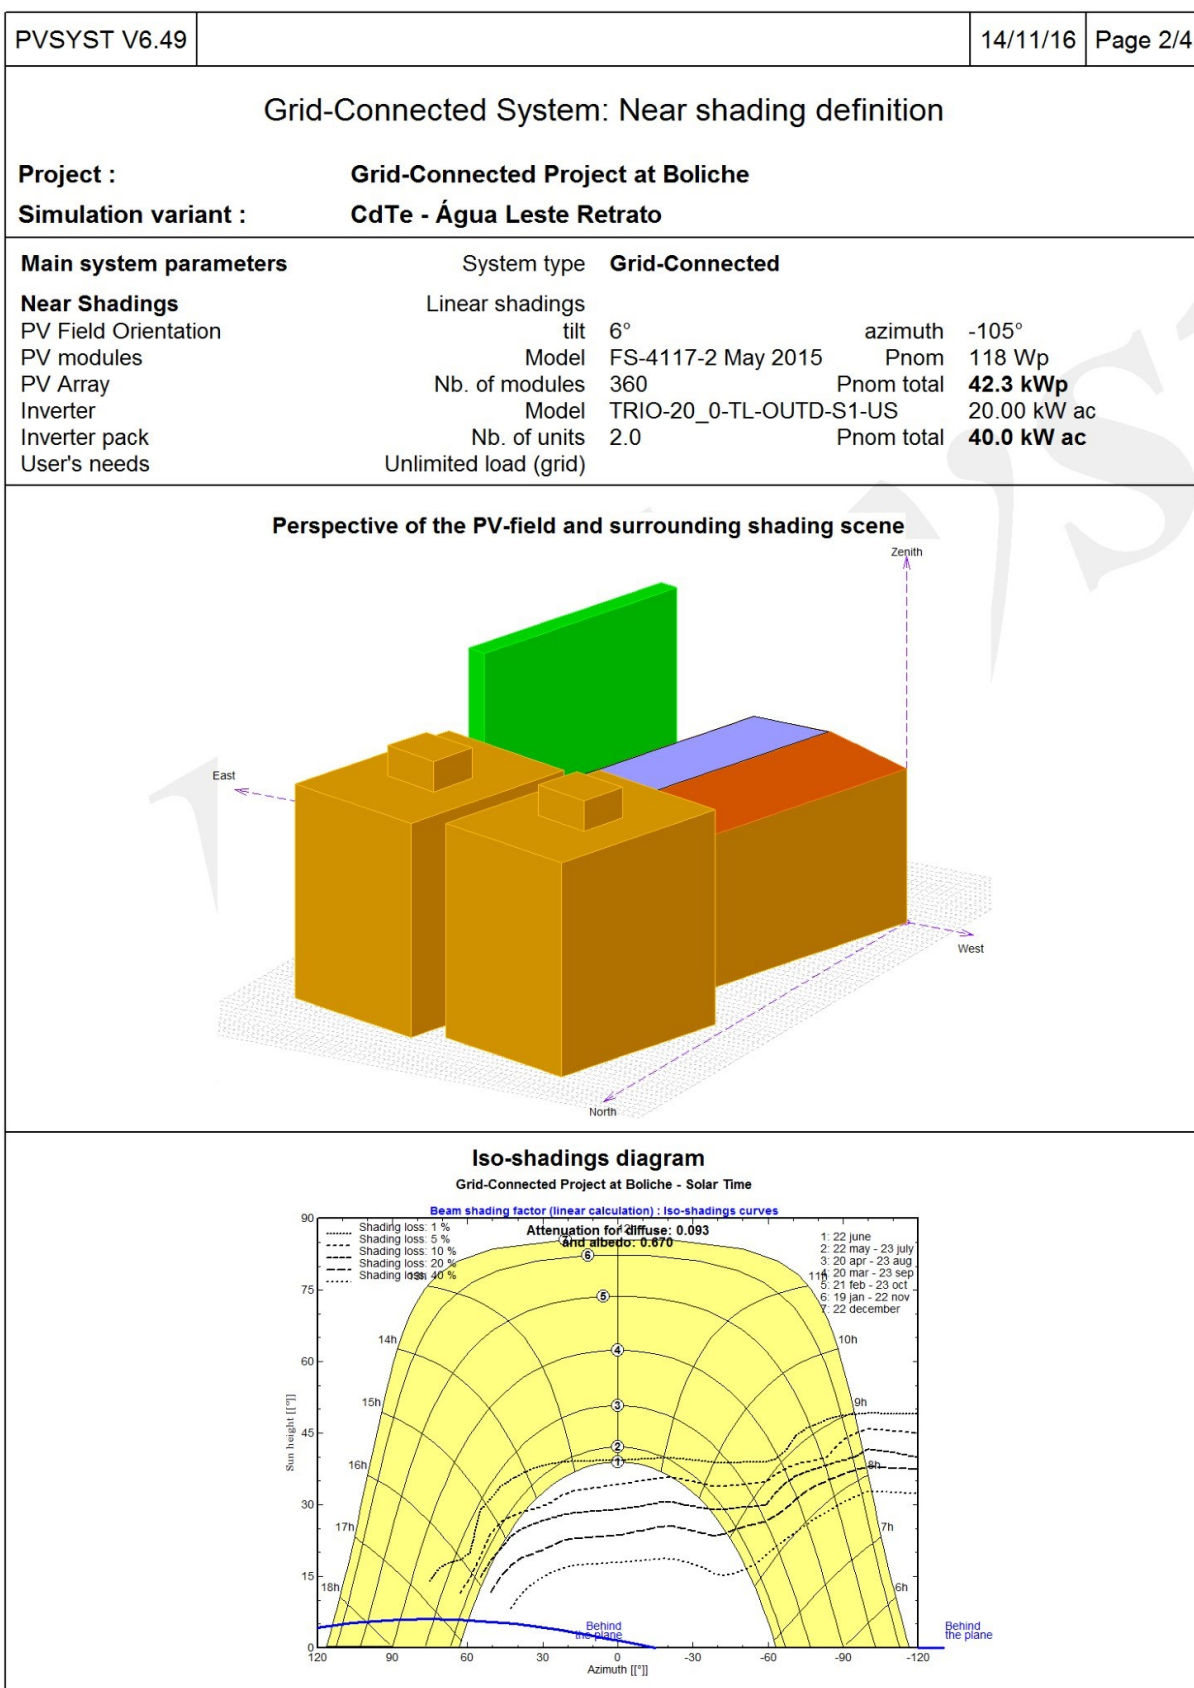 PVSYST V6.49 14/11/16 Page 2/4
Grid-Connected System: Near shading definition
Project : Grid-Connected Project at Boliche
Simulation variant : CdTe - Água Leste Retrato
Main system parameters System type Grid-Connected
Near Shadings Linear shadings
PV Field Orientation tilt 6° azimuth -105°
PV modules Model FS-4117-2 May 2015 Pnom 118 Wp
PV Array Nb. of modules 360 Pnom total 42.3 kWp
Inverter Model TRIO-20_0-TL-OUTD-S1-US 20.00 kW ac
Inverter pack Nb. of units 2.0 Pnom total 40.0 kW ac
User's needs Unlimited load (grid)
Perspective of the PV-field and surrounding shading scene
Zenith
East
West
North
Iso-shadings diagram
Grid-Connected Project at Boliche - Solar Time
Beam shading factor (linear calculation) : Iso-shadings curves
Attenuation for diffuse: 0.093
and albedo: 0.670
Shading loss: 1 %
Shading loss: 5 %
Shading loss: 10 %
Shading loss: 20 %
Shading loss: 40 %
1: 22 june
2: 22 may - 23 july
3: 20 apr - 23 aug
4: 20 mar - 23 sep
5: 21 feb - 23 oct
6: 19 jan - 22 nov
7: 22 december
90
75
60
45
30
15
0
Sun height [[°]]
12h
13h
14h
15h
16h
17h
18h
11h
10h
9h
8h
7h
6h
7
6
5
4
3
2
1
Behind
the plane
Behind
the plane
120 90 60 30 0 -30 -60 -90 -120
Azimuth [[°]]